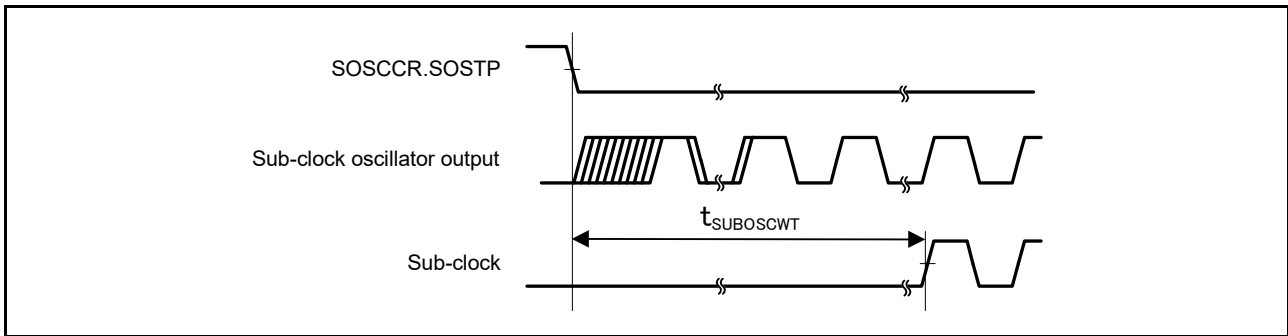 SOSCCR.SOSTP
Sub-clock oscillator output
tSUBOSCWT
Sub-clock